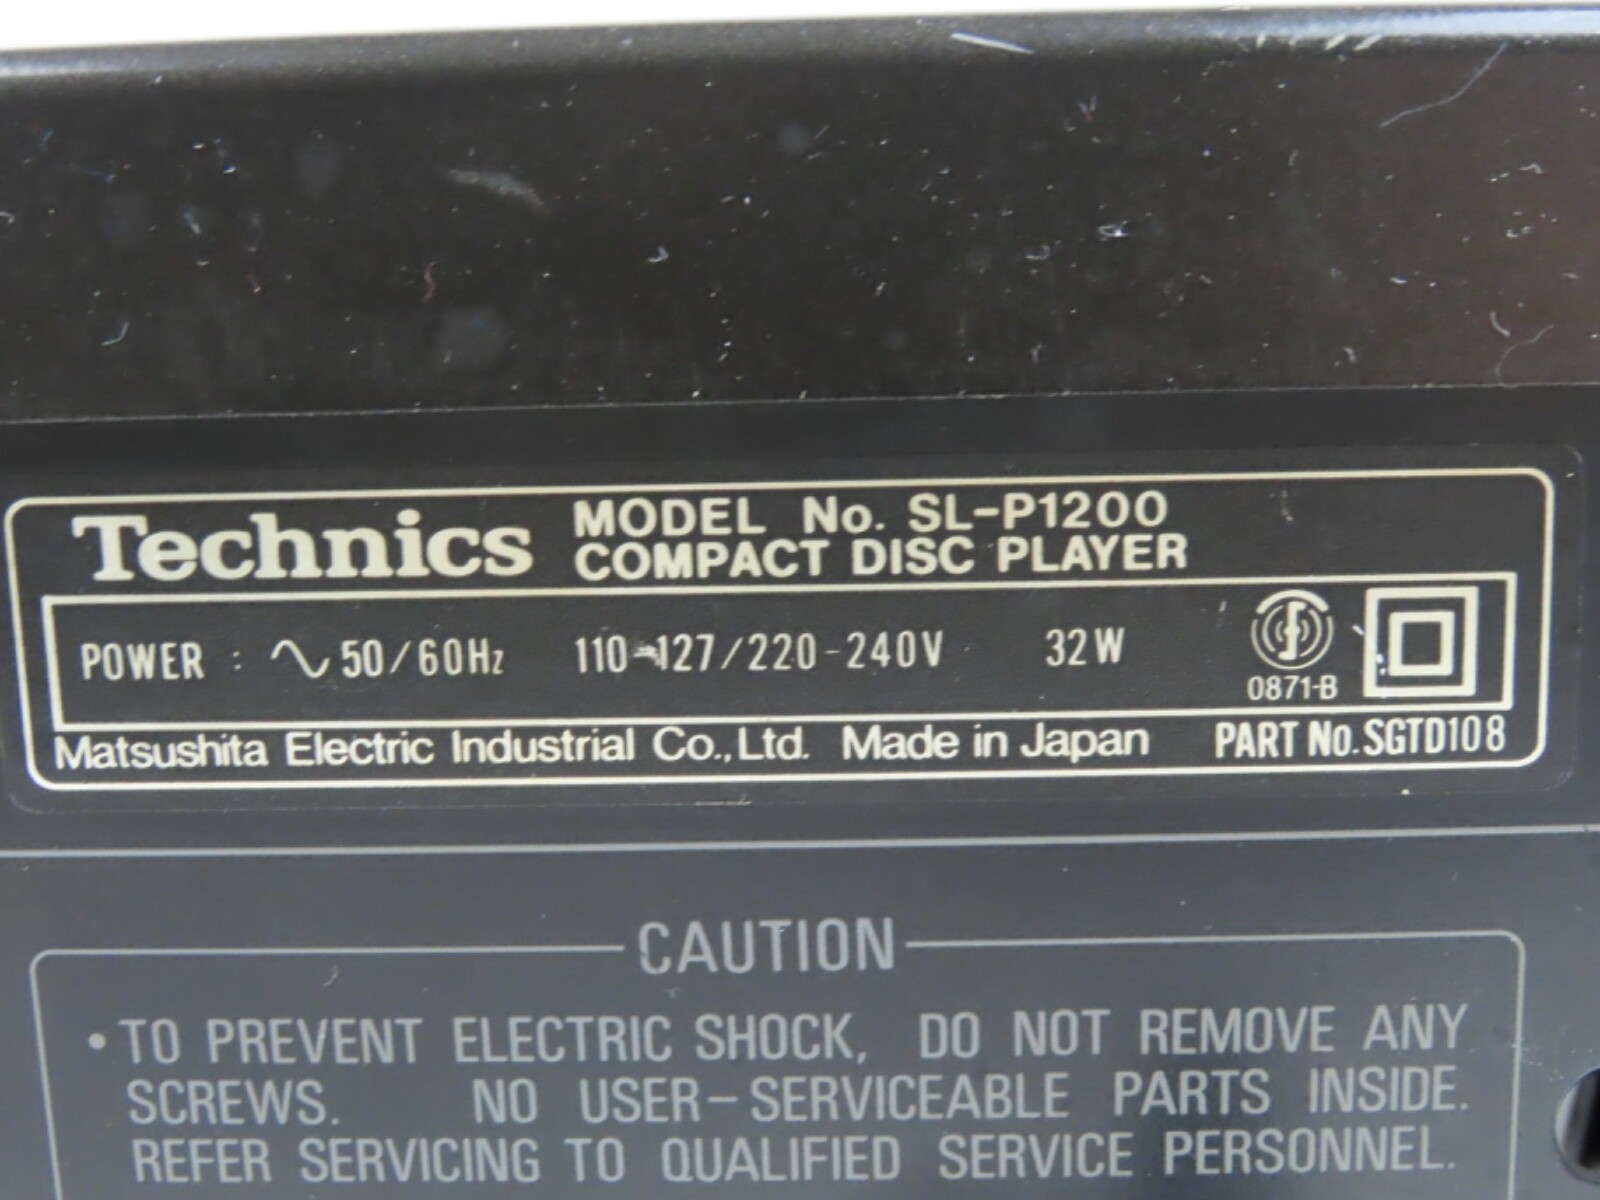 Technics
MODEL No. SL-P1200
COMPACT DISC PLAYER
POWER : ∿ 50/60Hz 110-127/220-240V 32W
0871-B
Matsushita Electric Industrial Co., Ltd. Made in Japan PART No. SGTD108
CAUTION
• TO PREVENT ELECTRIC SHOCK, DO NOT REMOVE ANY
SCREWS. NO USER-SERVICEABLE PARTS INSIDE.
REFER SERVICING TO QUALIFIED SERVICE PERSONNEL.